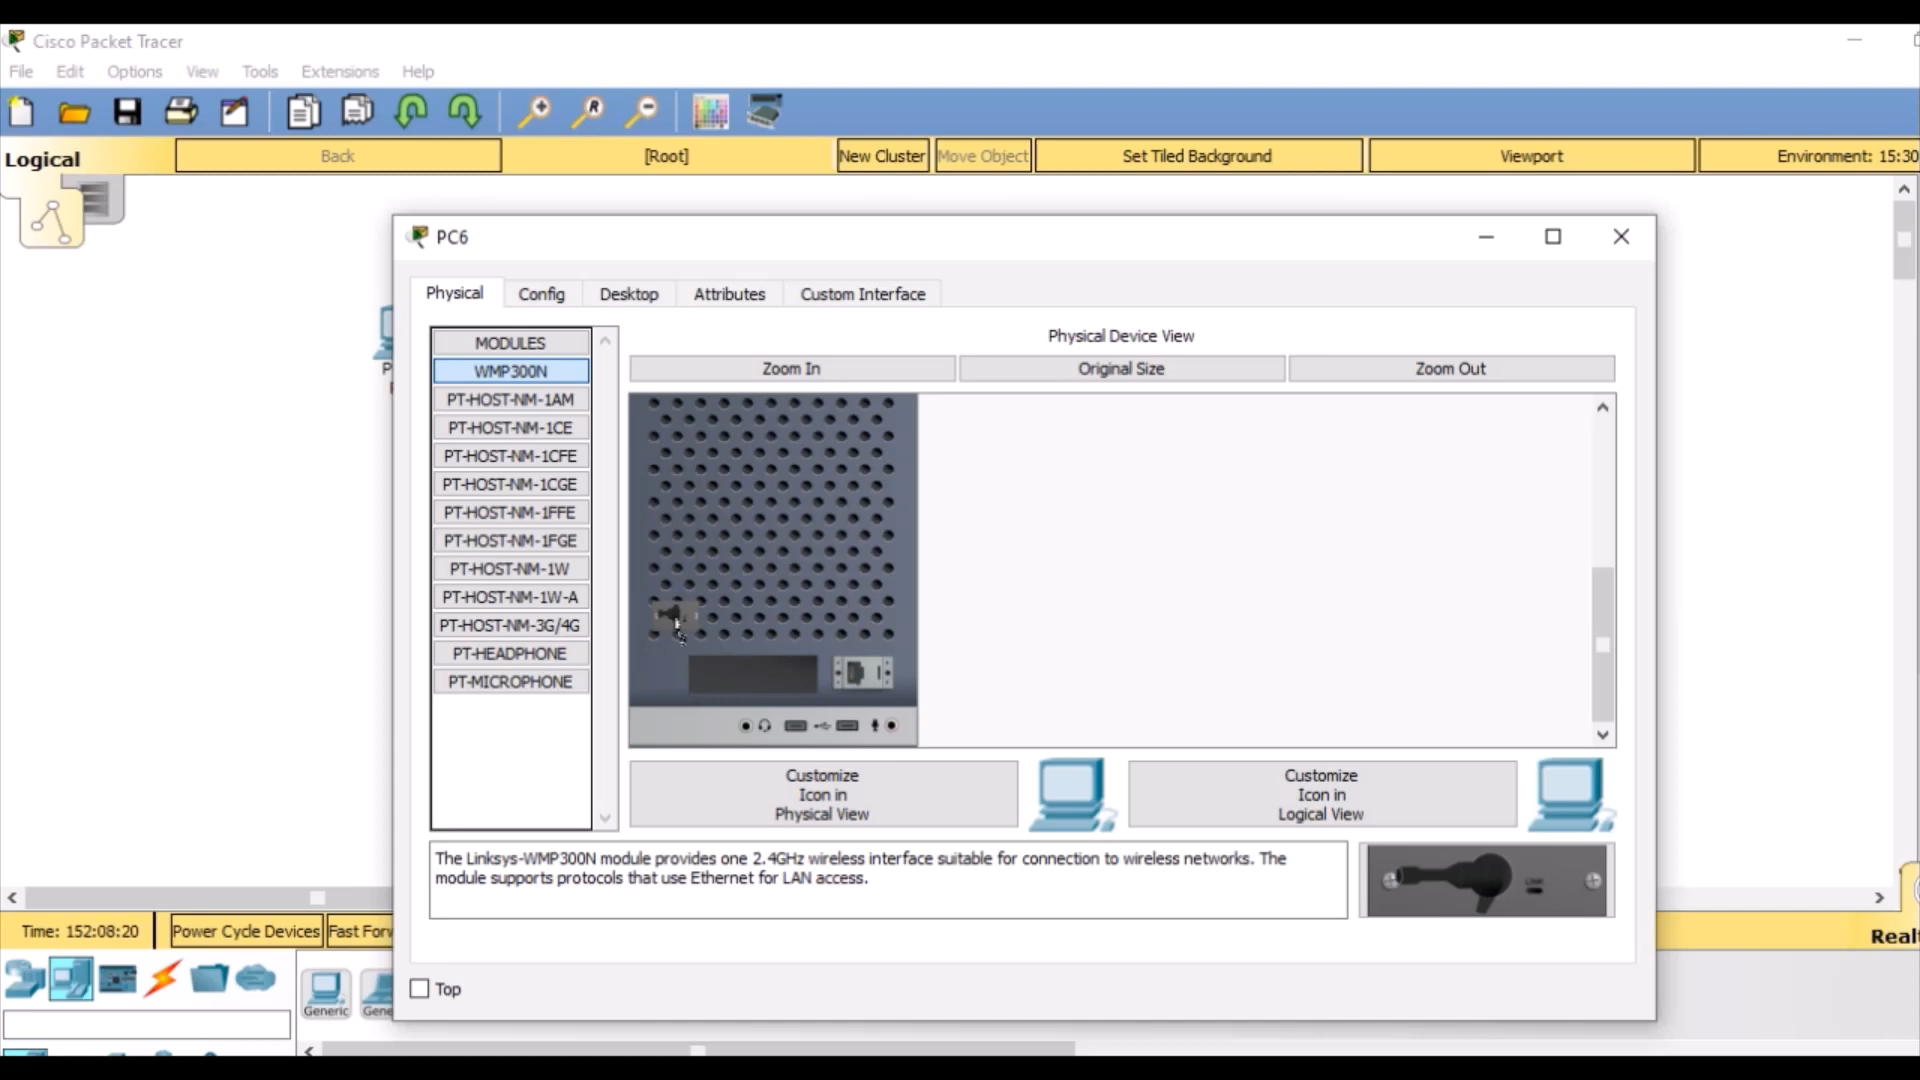 Cisco Packet Tracer
File Edit Options View Tools Extensions Help
Logical Back [Root] New Cluster Move Object Set Tiled Background Viewport Environment: 15:30
PC6
Physical Config Desktop Attributes Custom Interface
MODULES
WMP300N
PT-HOST-NM-1AM
PT-HOST-NM-1CE
PT-HOST-NM-1CFE
PT-HOST-NM-1CGE
PT-HOST-NM-1FFE
PT-HOST-NM-1FGE
PT-HOST-NM-1W
PT-HOST-NM-1W-A
PT-HOST-NM-3G/4G
PT-HEADPHONE
PT-MICROPHONE
Physical Device View
Zoom In Original Size Zoom Out
Customize
Icon in
Physical View
Customize
Icon in
Logical View
The Linksys-WMP300N module provides one 2.4GHz wireless interface suitable for connection to wireless networks. The
module supports protocols that use Ethernet for LAN access.
Top
Time: 152:08:20 Power Cycle Devices Fast Forw
Realt
Generic Gene